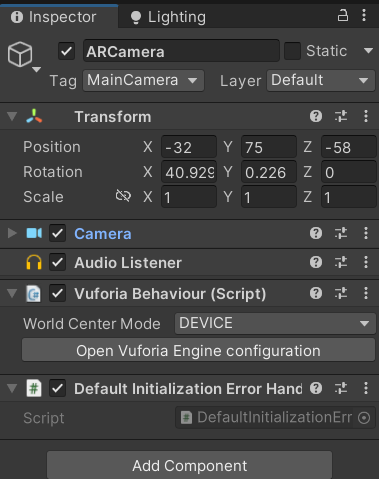 Inspector Lighting
ARCamera Static
Tag MainCamera Layer Default
Transform
Position X -32 Y 75 Z -58
Rotation X 40.929 Y 0.226 Z 0
Scale X 1 Y 1 Z 1
Camera
Audio Listener
Vuforia Behaviour (Script)
World Center Mode DEVICE
Open Vuforia Engine configuration
Default Initialization Error Hand
Script DefaultInitializationErr
Add Component